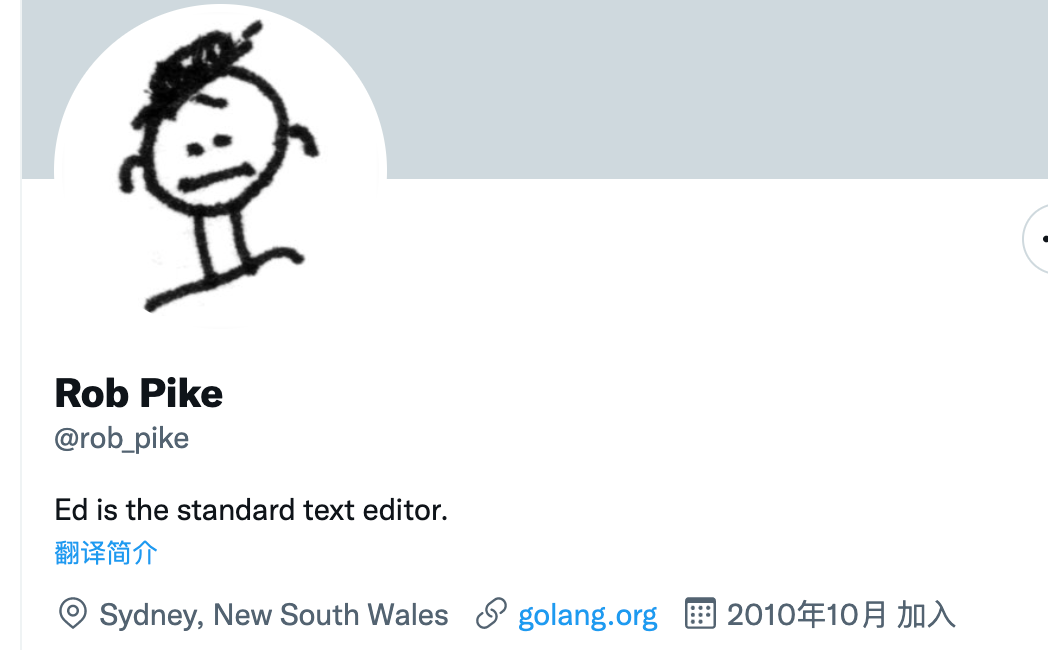 Rob Pike
@rob_pike
Ed is the standard text editor.
翻译简介
Sydney, New South Wales golang.org 2010年10月 加入